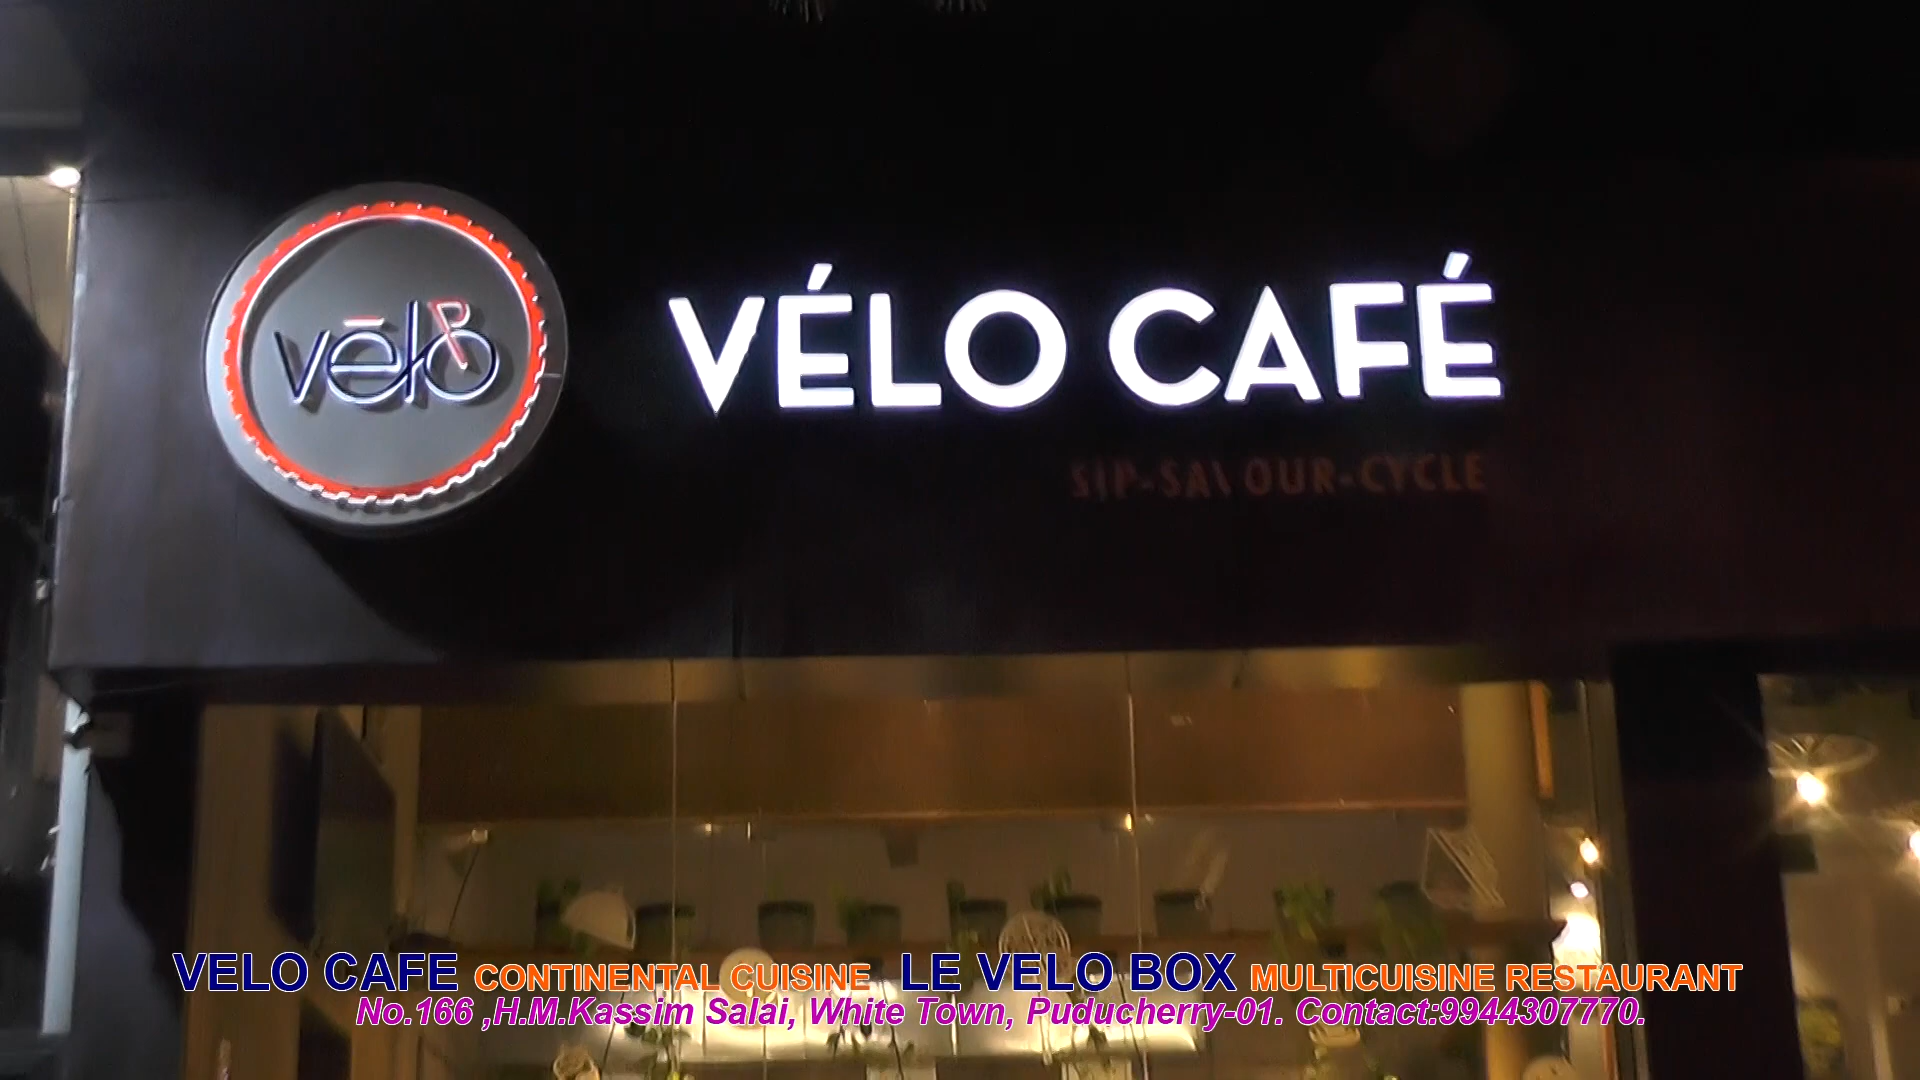 vēlo
VÉLO CAFÉ
SIP-SAVOUR-CYCLE
VELO CAFE CONTINENTAL CUISINE LE VELO BOX MULTICUISINE RESTAURANT
No.166 ,H.M.Kassim Salai, White Town, Puducherry-01. Contact:9944307770.